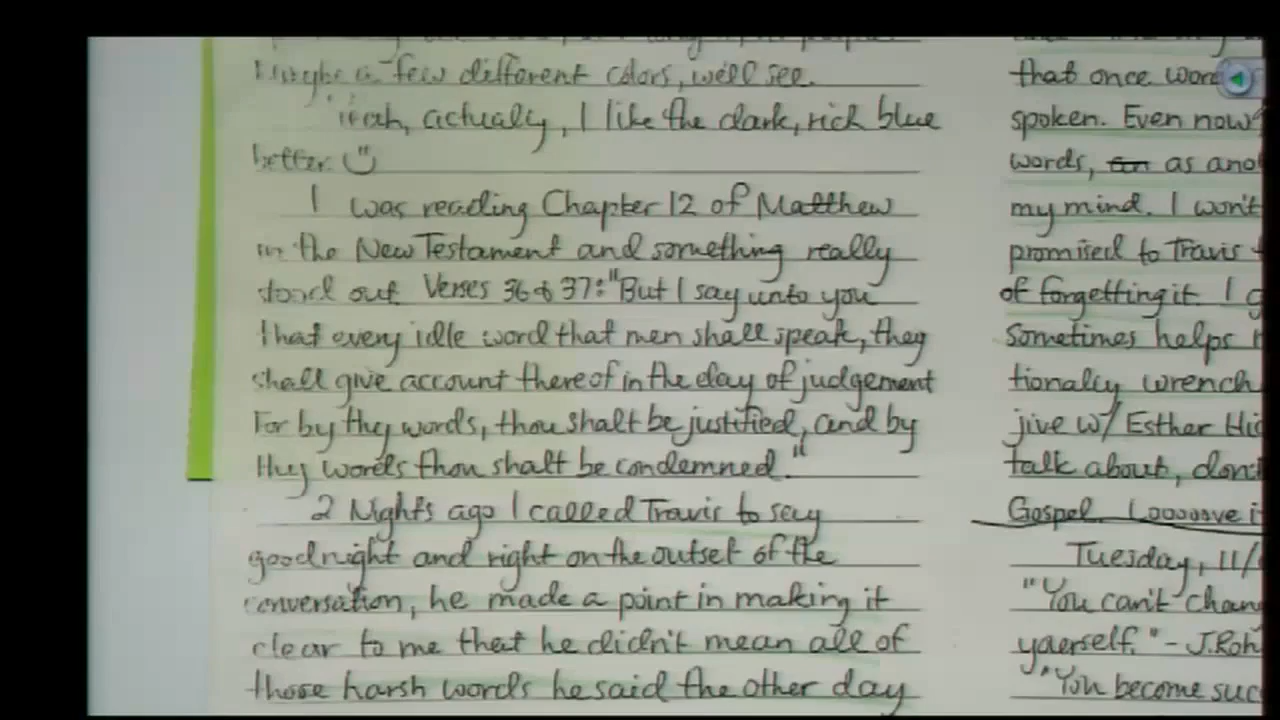 Maybe a few different colors, we'll see.
Yeah, actually, I like the dark, rich blue
better.
I was reading Chapter 12 of Matthew
in the New Testament and something really
stood out Verses 36 & 37: "But I say unto you
that every idle word that men shall speak, they
shall give account thereof in the day of judgement
For by thy words, thou shalt be justified, and by
thy words thou shalt be condemned."
2 Nights ago I called Travis to say
goodnight and right on the outset of the
conversation, he made a point in making it
clear to me that he didn't mean all of
those harsh words he said the other day
that once
spoken. Even now
words, as
my mind. I won't
promised to Travis
of forgetting it. I
Sometimes helps
tionally wrench
jive w/ Esther
talk about,
Gospel. Looooove
Tuesday, 11/
"You can't
yaerself." - J.
"You become